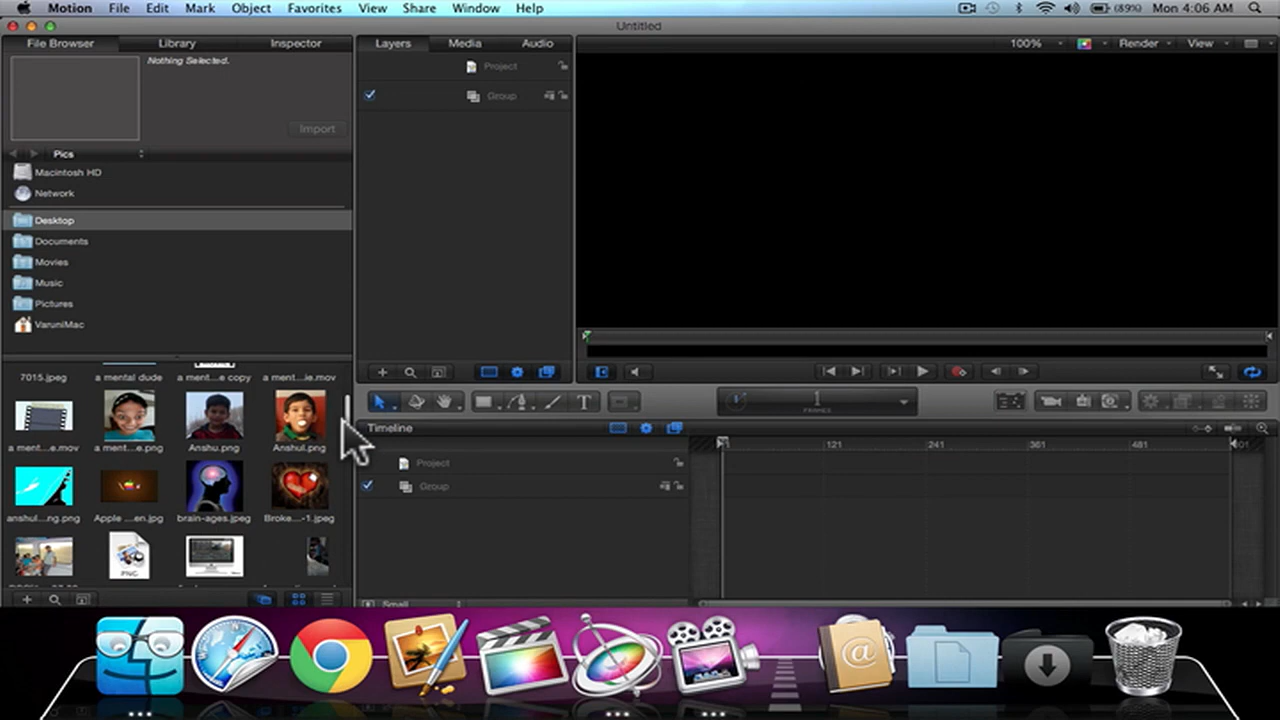 Motion File Edit Mark Object Favorites View Share Window Help (89%) Mon 4:06 AM
Untitled
File Browser Library Inspector Layers Media Audio 100% Render View
Nothing Selected.
Project
Group
Import
Pics
Macintosh HD
Network
Desktop
Documents
Movies
Music
Pictures
VaruniMac
7015.jpeg a mental dude a ment...e copy a ment...ie.mov
1
FRAMES
T
Timeline
121 241 361 481 601
a ment...e.mov a ment...e.png Anshu.png Anshul.png
Project
Group
anshul...ng.png Apple ...en.jpg brain-ages.jpeg Broke...-1.jpeg
PNG
Small
@